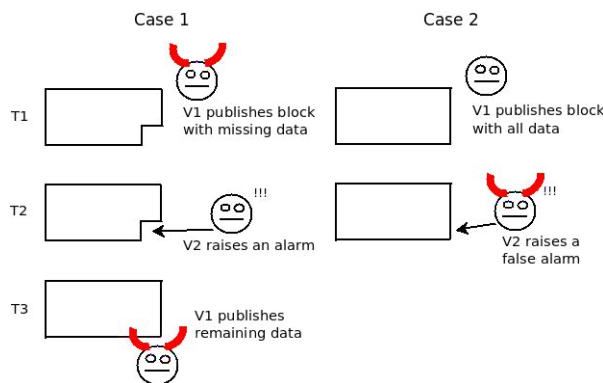 Case 1
Case 2
T1
V1 publishes block
with missing data
V1 publishes block
with all data
T2
!!!
V2 raises an alarm
!!!
V2 raises a
false alarm
T3
V1 publishes
remaining data